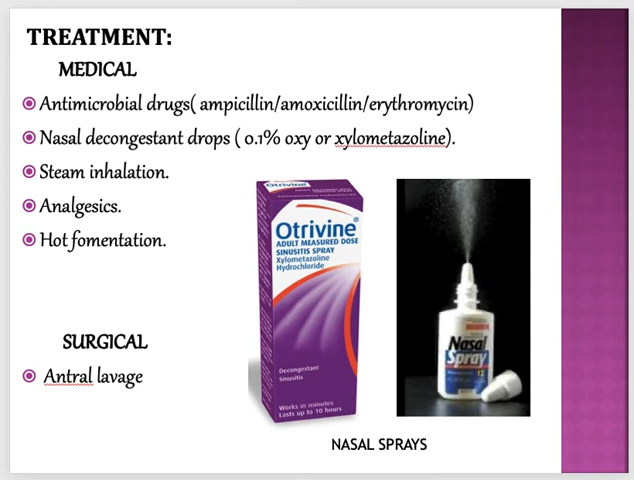 TREATMENT:
MEDICAL
Antimicrobial drugs( ampicillin/amoxicillin/erythromycin)
Nasal decongestant drops ( 0.1% oxy or xylometazoline).
Steam inhalation.
Analgesics.
Hot fomentation.
SURGICAL
Antral lavage
Otrivine
Otrivine®
ADULT MEASURED DOSE
SINUSITIS SPRAY
Xylometazoline
Hydrochloride
Decongestant
Sinusitis
Works in minutes
Lasts up to 10 hours
Nasal
Spray
12
NASAL SPRAYS